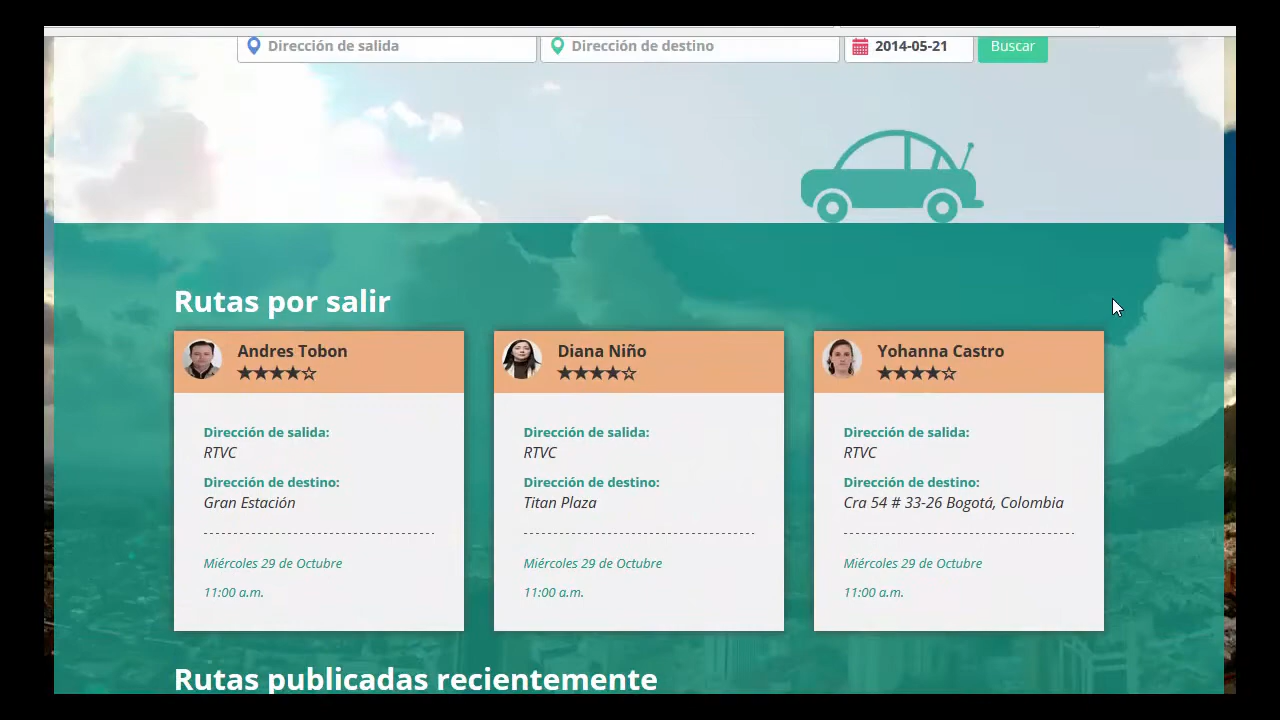 Dirección de salida
Dirección de destino
2014-05-21
Buscar
Rutas por salir
Andres Tobon
★★★★☆
Dirección de salida:
RTVC
Dirección de destino:
Gran Estación
Miércoles 29 de Octubre
11:00 a.m.
Diana Niño
★★★★☆
Dirección de salida:
RTVC
Dirección de destino:
Titan Plaza
Miércoles 29 de Octubre
11:00 a.m.
Yohanna Castro
★★★★☆
Dirección de salida:
RTVC
Dirección de destino:
Cra 54 # 33-26 Bogotá, Colombia
Miércoles 29 de Octubre
11:00 a.m.
Rutas publicadas recientemente